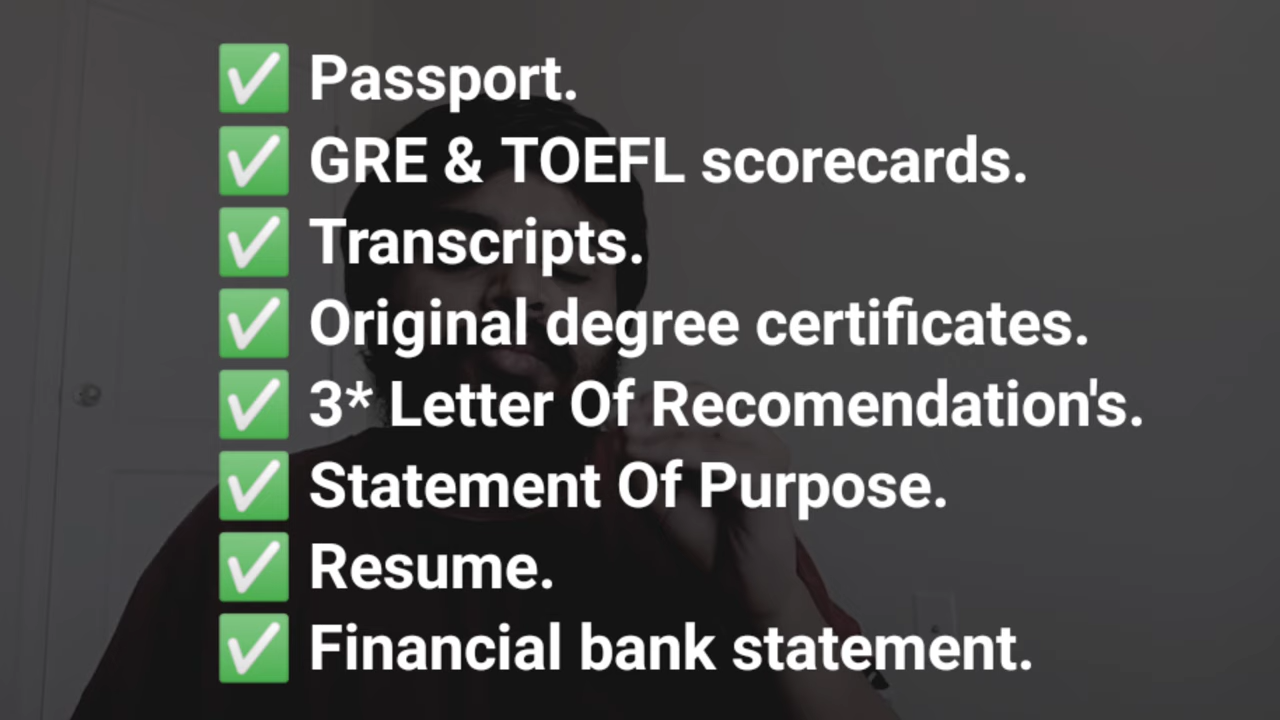 ✅ Passport.
✅ GRE & TOEFL scorecards.
✅ Transcripts.
✅ Original degree certificates.
✅ 3* Letter Of Recomendation's.
✅ Statement Of Purpose.
✅ Resume.
✅ Financial bank statement.